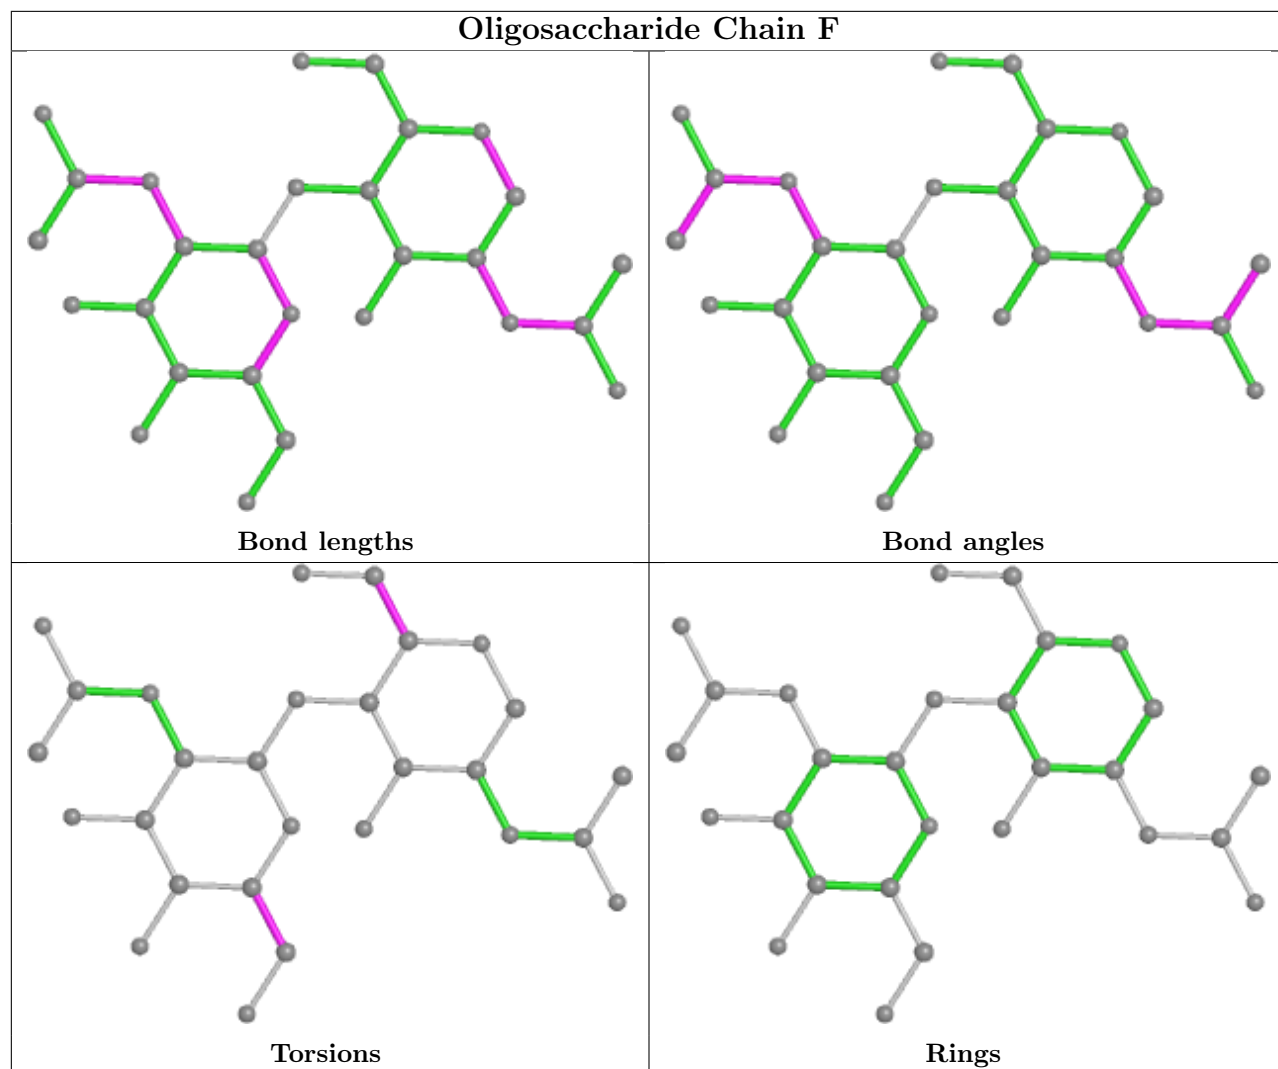 Oligosaccharide Chain F
Bond lengths
Bond angles
Torsions
Rings